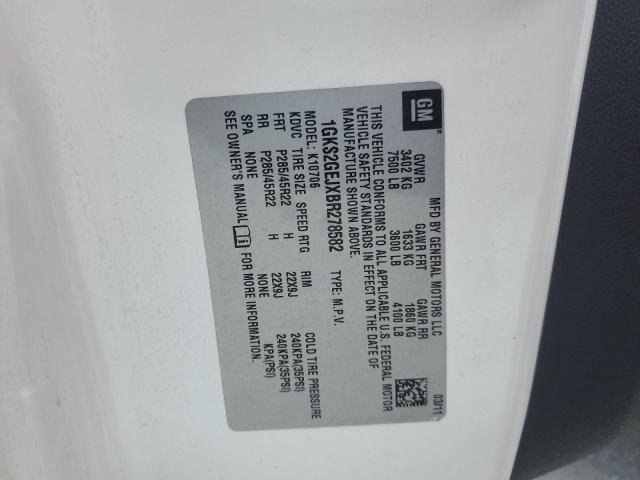 GM
MFD BY GENERAL MOTORS LLC 03/11
GVWR GAWR FRT GAWR RR
3402 KG 1633 KG 1860 KG
7500 LB 3600 LB 4100 LB
THIS VEHICLE CONFORMS TO ALL APPLICABLE U.S. FEDERAL MOTOR
VEHICLE SAFETY STANDARDS IN EFFECT ON THE DATE OF
MANUFACTURE SHOWN ABOVE.
1GKS2GEJXBR278582 TYPE: M.P.V.
MODEL: K10706
KDVC TIRE SIZE SPEED RTG RIM COLD TIRE PRESSURE
FRT P285/45R22 H 22X9J 240KPA(35PSI)
RR P285/45R22 H 22X9J 240KPA(35PSI)
SPA NONE NONE KPA(PSI)
SEE OWNER'S MANUAL FOR MORE INFORMATION.